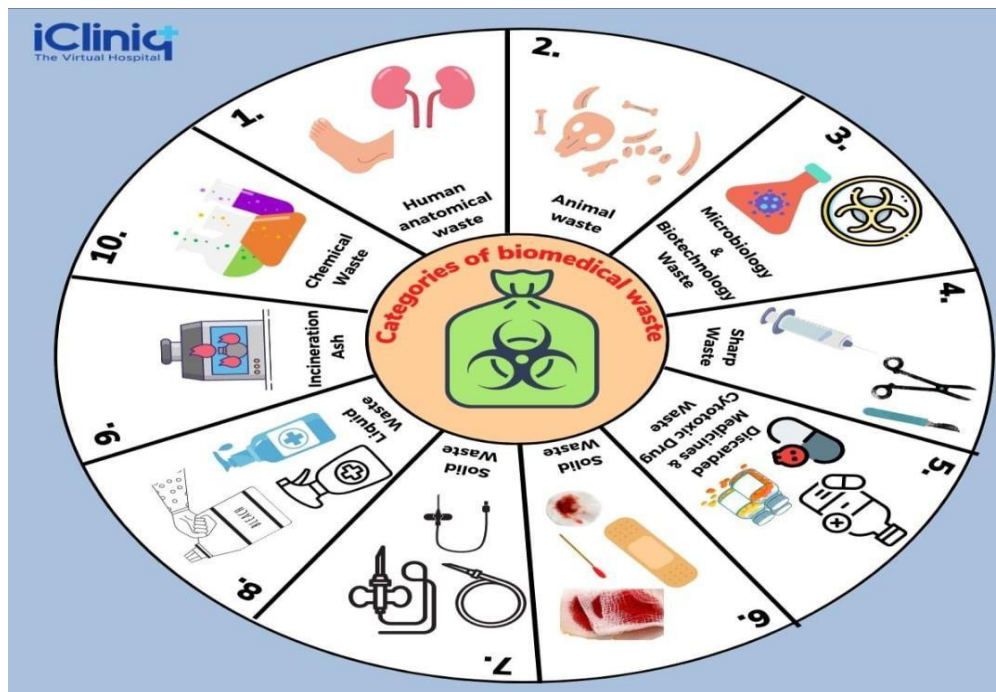 iCliniq
The Virtual Hospital
Categories of biomedical waste
1.
Human
anatomical
waste
2.
Animal
waste
3.
Microbiology
&
Biotechnology
Waste
4.
Sharp
Waste
5.
Discarded
Medicines &
Cytotoxic Drug
Waste
6.
Solid
Waste
7.
Solid
Waste
8.
Liquid
Waste
BLEACH
9.
Incineration
Ash
10.
Chemical
Waste